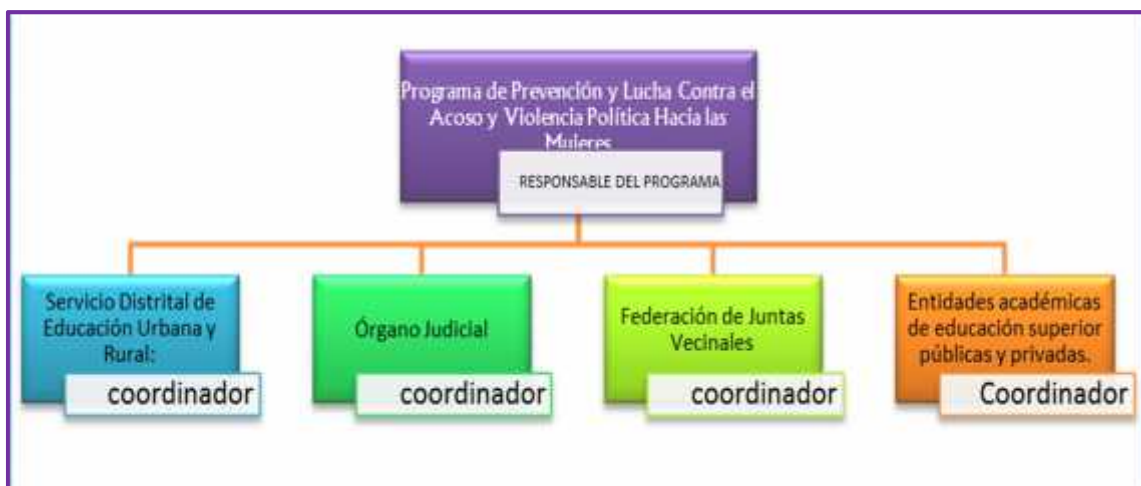 Programa de Prevención y Lucha Contra el
Acoso y Violencia Política Hacia las
Mujeres
RESPONSABLE DEL PROGRAMA
Servicio Distrital de
Educación Urbana y
Rural:
coordinador
Órgano Judicial
coordinador
Federación de Juntas
Vecinales
coordinador
Entidades académicas
de educación superior
públicas y privadas.
Coordinador